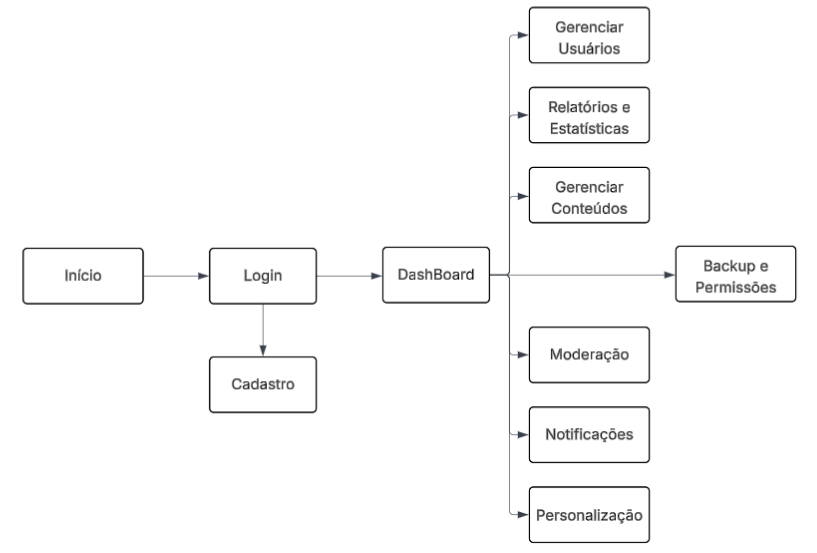 Início
Login
Cadastro
DashBoard
Gerenciar
Usuários
Relatórios e
Estatísticas
Gerenciar
Conteúdos
Backup e
Permissões
Moderação
Notificações
Personalização